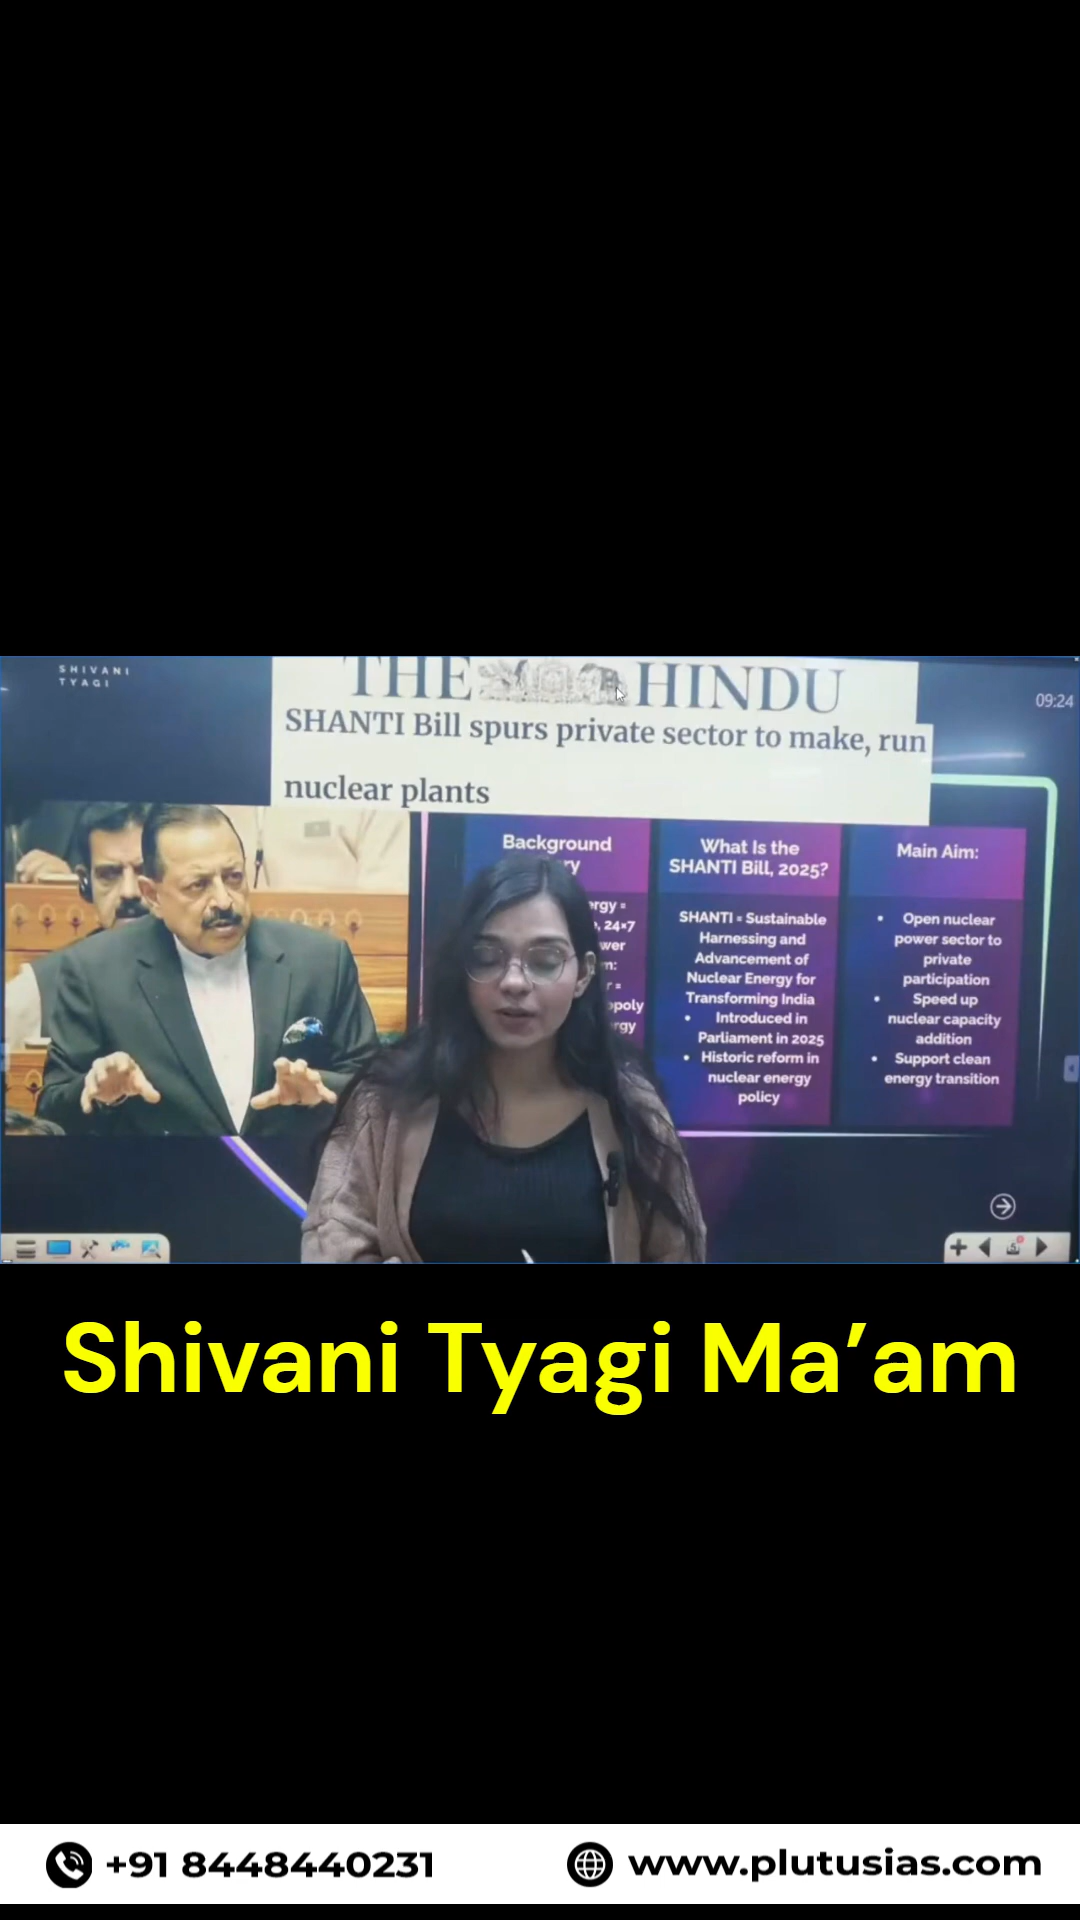 SHIVANI
TYAGI
THE HINDU
09:24
SHANTI Bill spurs private sector to make, run
nuclear plants
Background
What Is the
SHANTI Bill, 2025?
SHANTI = Sustainable
Harnessing and
Advancement of
Nuclear Energy for
Transforming India
• Introduced in
Parliament in 2025
• Historic reform in
nuclear energy
policy
Main Aim:
• Open nuclear
power sector to
private
participation
• Speed up
nuclear capacity
addition
• Support clean
energy transition
Shivani Tyagi Ma’am
+91 8448440231
www.plutusias.com